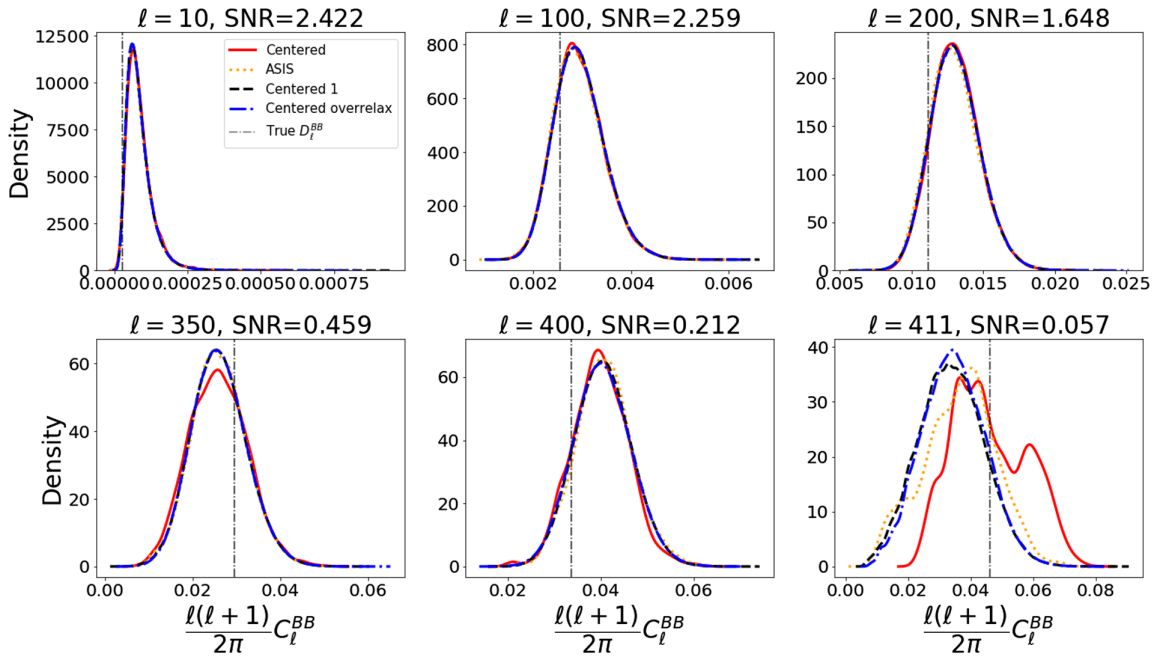 ℓ = 10, SNR=2.422
ℓ = 100, SNR=2.259
ℓ = 200, SNR=1.648
Density
12500
10000
7500
5000
2500
0
Centered
ASIS
Centered 1
Centered overrelax
True D_ℓ^{BB}
0.00000 0.00025 0.00050 0.00075
800
600
400
200
0
0.002 0.004 0.006
200
150
100
50
0
0.005 0.010 0.015 0.020 0.025
ℓ = 350, SNR=0.459
ℓ = 400, SNR=0.212
ℓ = 411, SNR=0.057
Density
60
40
20
0
0.00 0.02 0.04 0.06
60
40
20
0
0.02 0.04 0.06
40
30
20
10
0
0.00 0.02 0.04 0.06 0.08
ℓ(ℓ + 1)/2π C_ℓ^{BB}
ℓ(ℓ + 1)/2π C_ℓ^{BB}
ℓ(ℓ + 1)/2π C_ℓ^{BB}